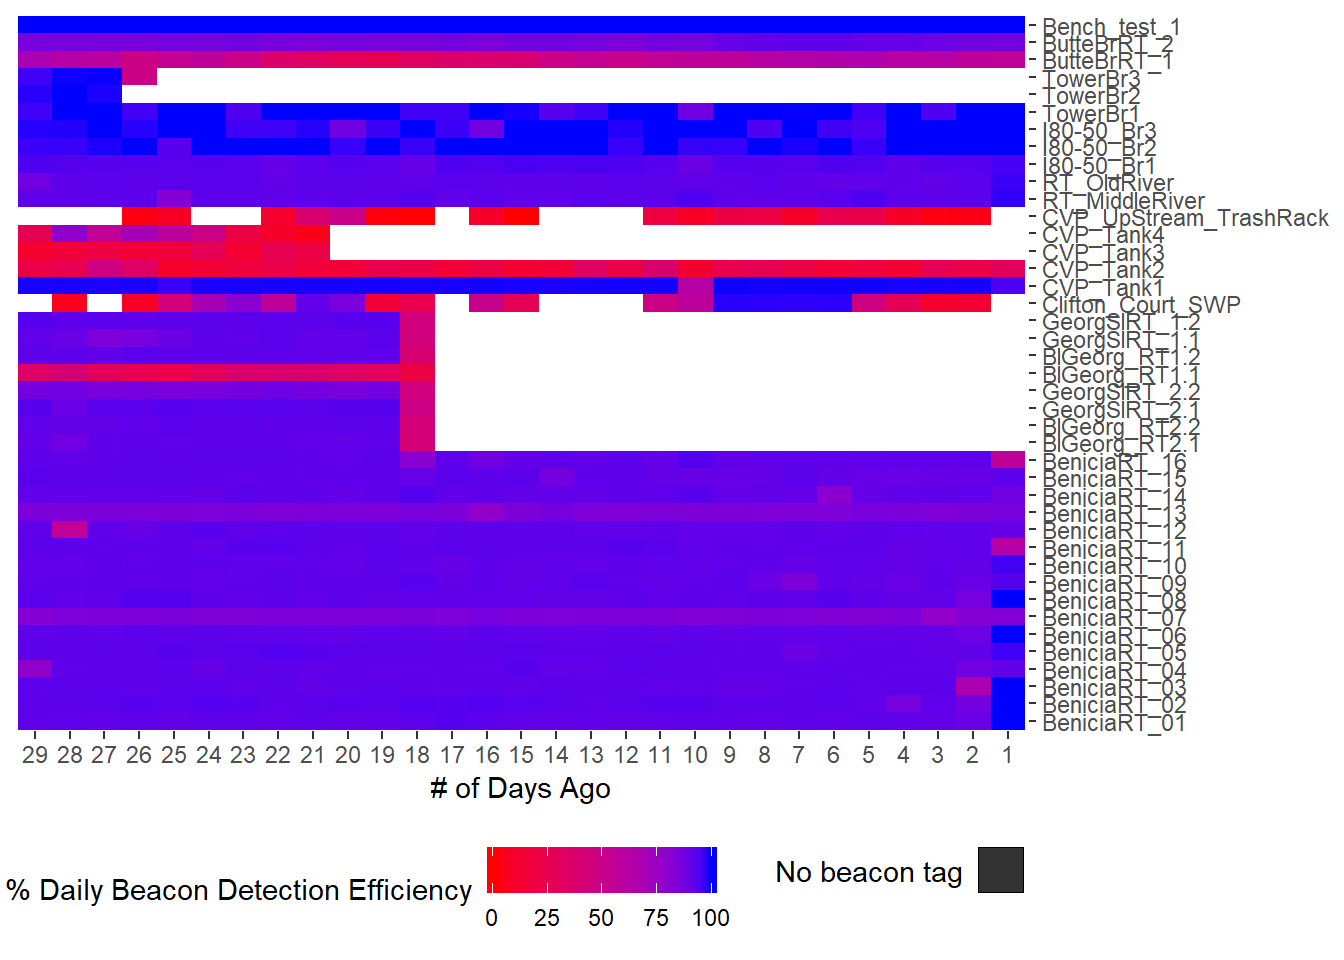 Bench_test_1
ButteBrRT_2
ButteBrRT_1
TowerBr3
TowerBr2
TowerBr1
I80-50_Br3
I80-50_Br2
I80-50_Br1
RT_OldRiver
RT_MiddleRiver
CVP_UpStream_TrashRack
CVP_Tank4
CVP_Tank3
CVP_Tank2
CVP_Tank1
Clifton_Court_SWP
GeorgSlRT_1.2
GeorgSlRT_1.1
BlGeorg_RT1.2
BlGeorg_RT1.1
GeorgSlRT_2.2
GeorgSlRT_2.1
BlGeorg_RT2.2
BlGeorg_RT2.1
BeniciaRT_16
BeniciaRT_15
BeniciaRT_14
BeniciaRT_13
BeniciaRT_12
BeniciaRT_11
BeniciaRT_10
BeniciaRT_09
BeniciaRT_08
BeniciaRT_07
BeniciaRT_06
BeniciaRT_05
BeniciaRT_04
BeniciaRT_03
BeniciaRT_02
BeniciaRT_01
29 28 27 26 25 24 23 22 21 20 19 18 17 16 15 14 13 12 11 10 9 8 7 6 5 4 3 2 1
# of Days Ago
% Daily Beacon Detection Efficiency
0 25 50 75 100
No beacon tag